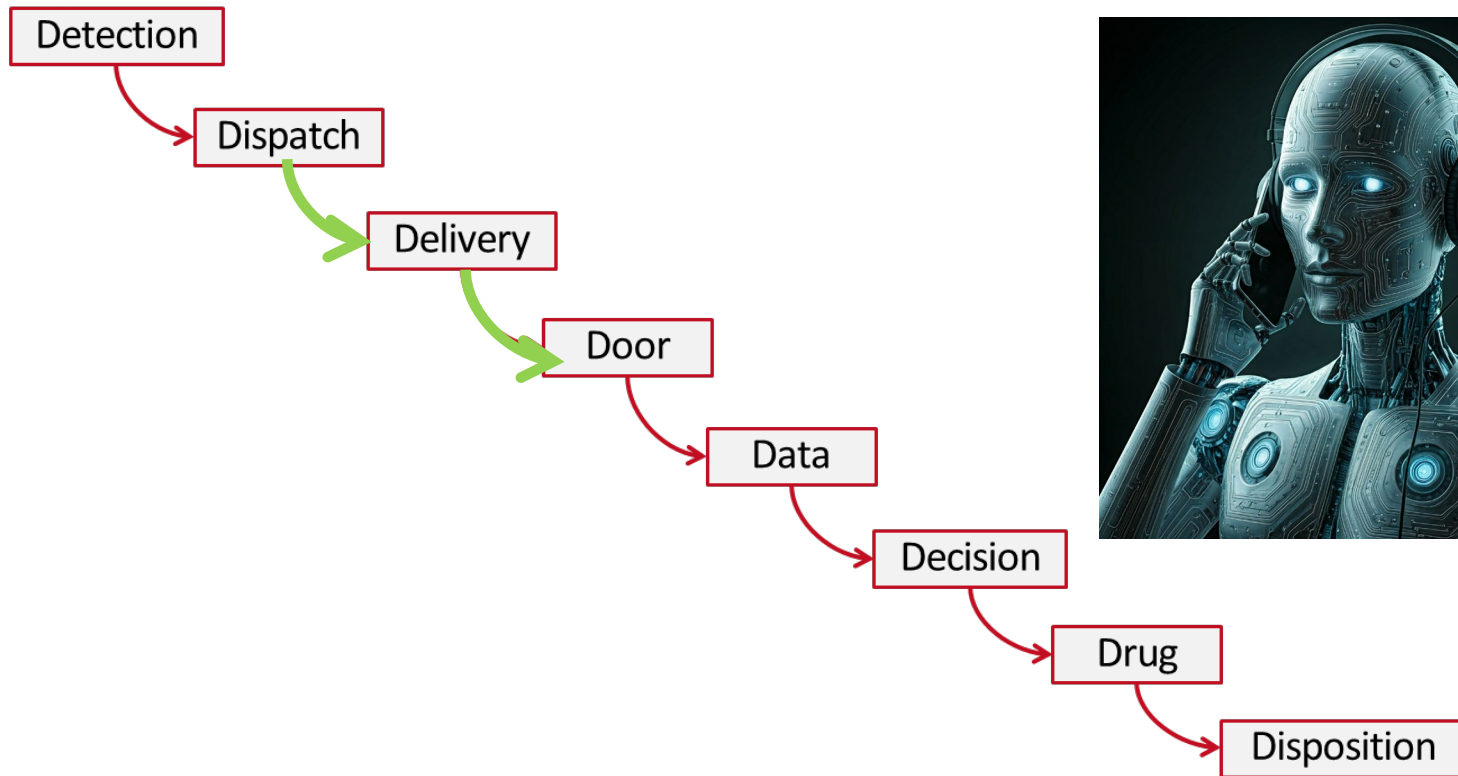 Detection
Dispatch
Delivery
Door
Data
Decision
Drug
Disposition